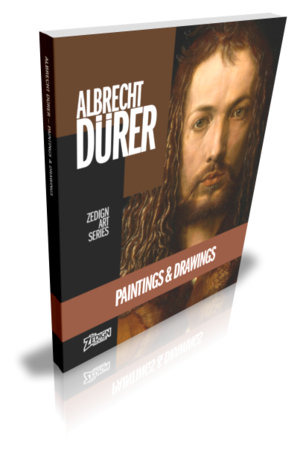 ALBRECHT DÜRER – PAINTINGS & DRAWINGS
ALBRECHT
DÜRER
ZEDIGN
ART
SERIES
PAINTINGS & DRAWINGS
ZEDIGN